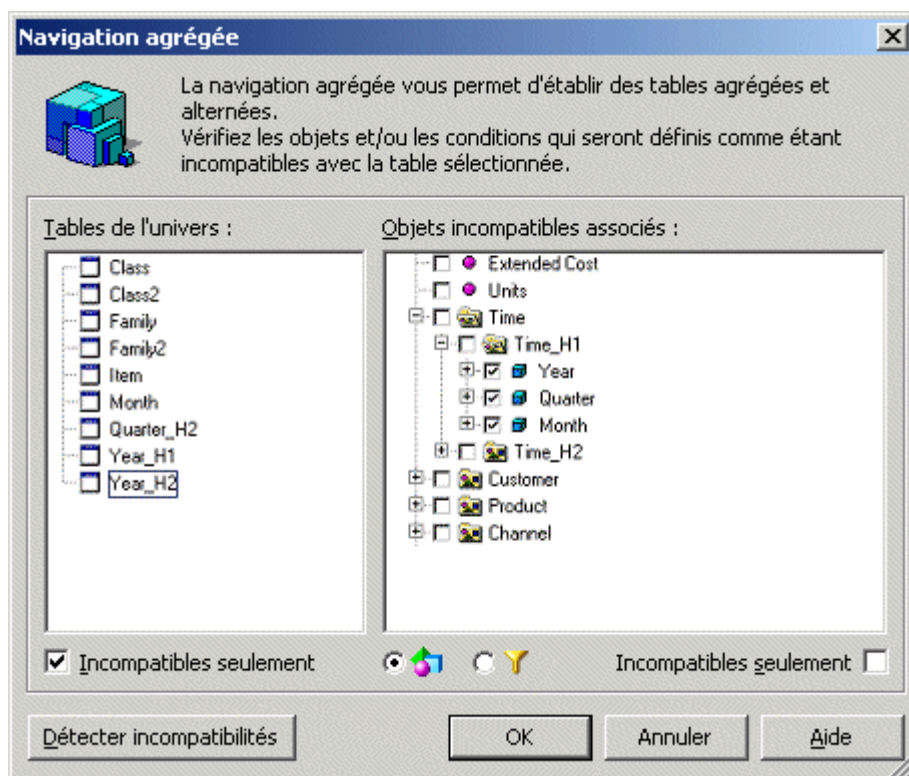 Navigation agrégée
La navigation agrégée vous permet d'établir des tables agrégées et
alternées.
Vérifiez les objets et/ou les conditions qui seront définis comme étant
incompatibles avec la table sélectionnée.
Tables de l'univers :
Class
Class2
Family
Family2
Item
Month
Quarter_H2
Year_H1
Year_H2
Objets incompatibles associés :
Extended Cost
Units
Time
Time_H1
Year
Quarter
Month
Time_H2
Customer
Product
Channel
Incompatibles seulement
Incompatibles seulement
Détecter incompatibilités
OK
Annuler
Aide